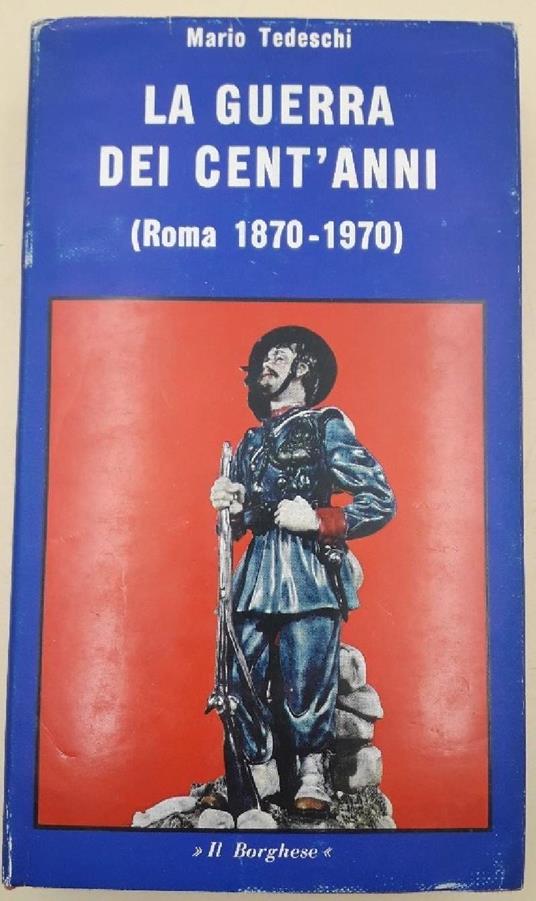 Mario Tedeschi
LA GUERRA
DEI CENT'ANNI
(Roma 1870-1970)
» Il Borghese «